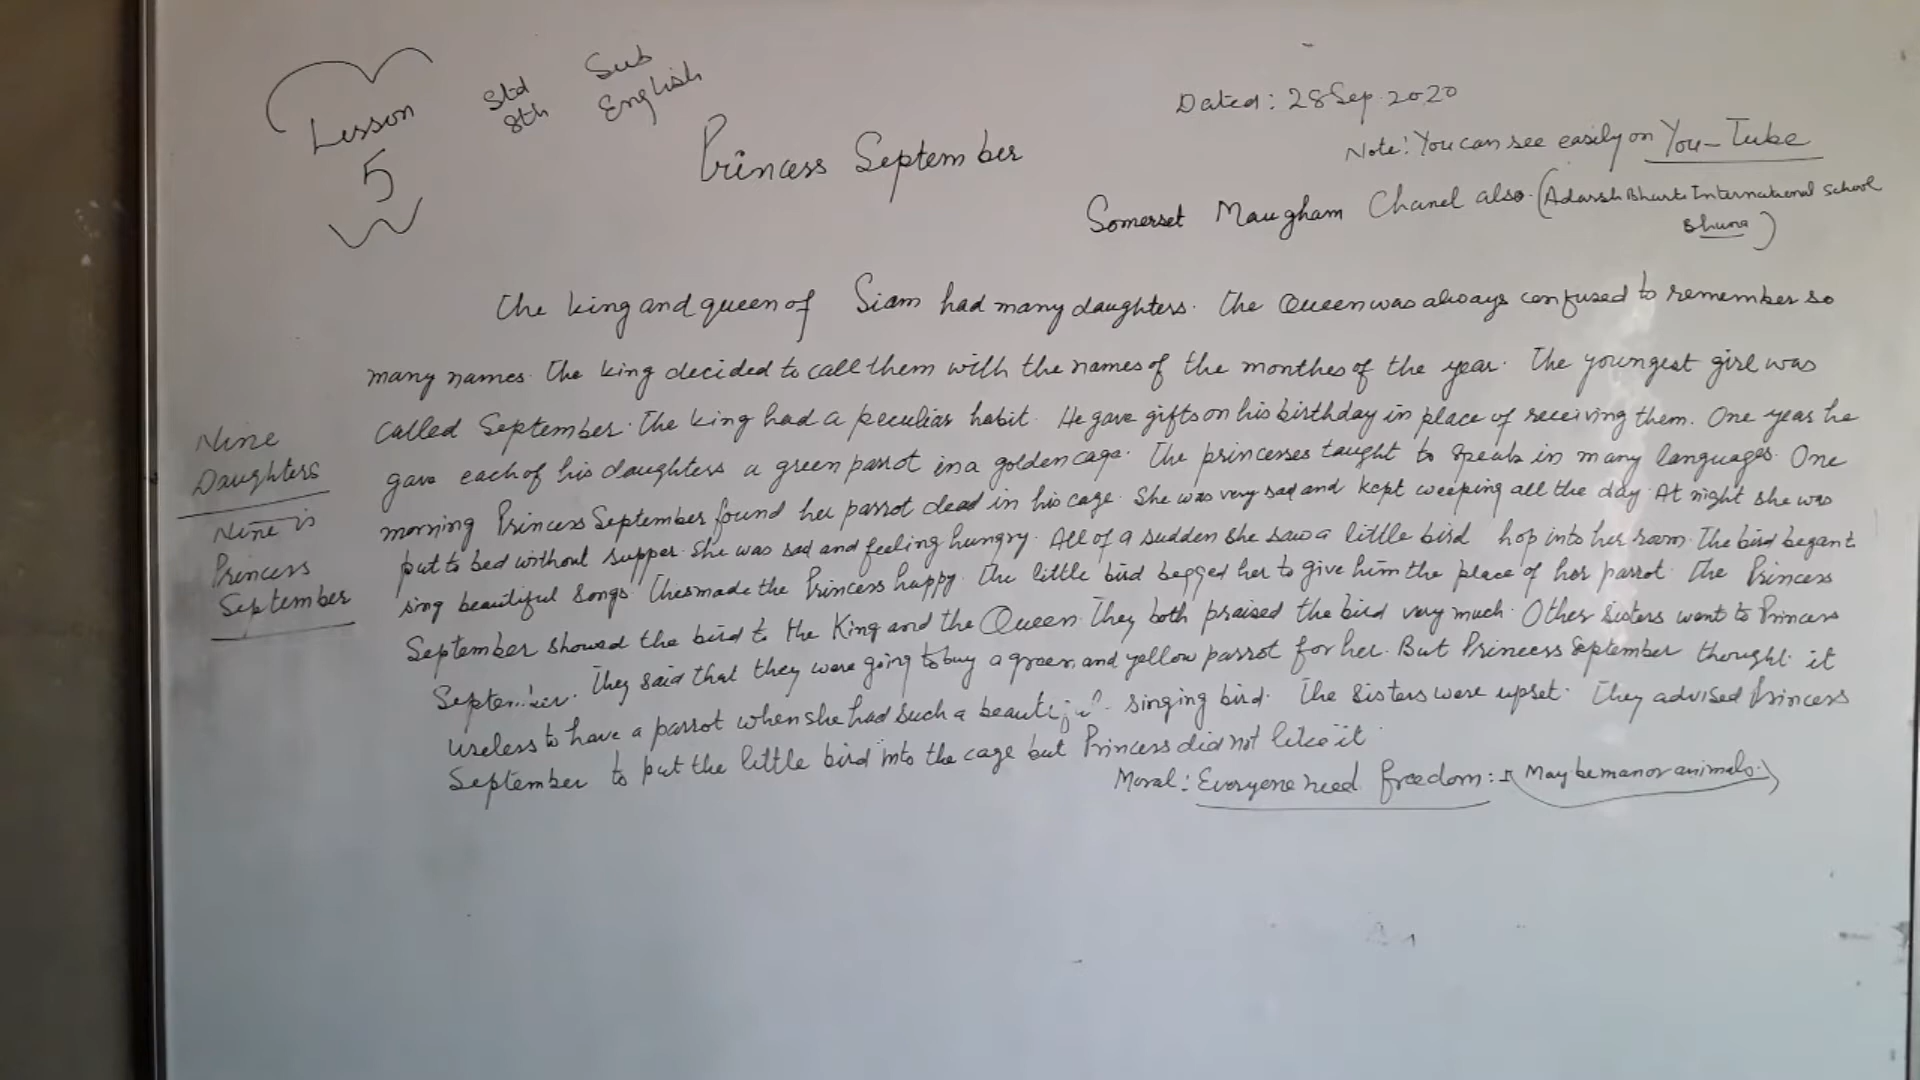 Lesson
5
Std
8th
Sub
English
Princess September
Dated: 28 Sep. 2020
Note: You can see easily on You-Tube
Somerset Maugham Chanel also. (Adarsh Bharti International School
Bhuna)
The king and queen of Siam had many daughters. The Queen was always confused to remember so
many names. The king decided to call them with the names of the monthes of the year. The youngest girl was
called September. The king had a peculiar habit. He gave gifts on his birthday in place of receiving them. One year he
gave each of his daughters a green parrot in a golden cage. The princesses taught to speak in many languages. One
morning Princess September found her parrot dead in his cage. She was very sad and kept weeping all the day. At night she was
put to bed without supper. She was sad and feeling hungry. All of a sudden she saw a little bird hop into her room. The bird began t
sing beautiful songs. Thes made the Princess happy. The little bird begged her to give him the place of her parrot. The Princess
September showed the bird to the King and the Queen. They both praised the bird very much. Other sisters went to Princess
September. They said that they were going to buy a green and yellow parrot for her. But Princess September thought it
useless to have a parrot when she had such a singing bird. The sisters were upset. They advised Princess
September to put the little bird into the cage but Princess did not like it.
Moral: Everyone need freedom:- (May be man or animals.)
Nine
Daughters
Nine is
Princess
September